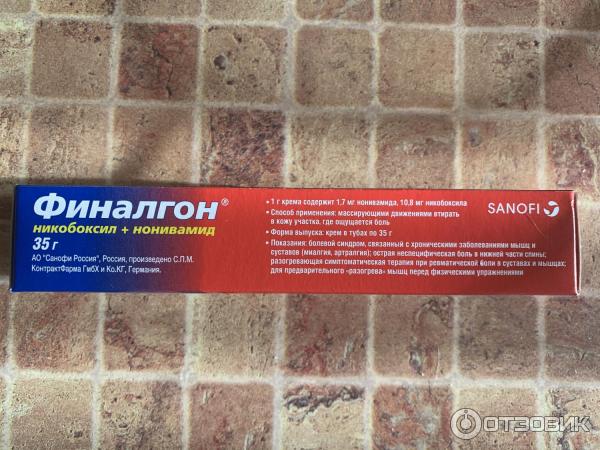 Финалгон®
никобоксил + нонивамид
35 г
АО "Санофи Россия", Россия, произведено С.П.М.
КонтрактФарма ГмбХ и Ко.КГ, Германия.
• 1 г крема содержит 1,7 мг нонивамида, 10,8 мг никобоксила
• Способ применения: массирующими движениями втирать
в кожу участка, где ощущается боль
• Форма выпуска: крем в тубах по 35 г
• Показания: болевой синдром, связанный с хроническими заболеваниями мышц и
суставов (миалгия, артралгия); острая неспецифическая боль в нижней части спины;
разогревающая симптоматическая терапия при ревматической боли в суставах и мышцах;
для предварительного «разогрева» мышц перед физическими упражнениями
SANOFI
ОТЗОВИК